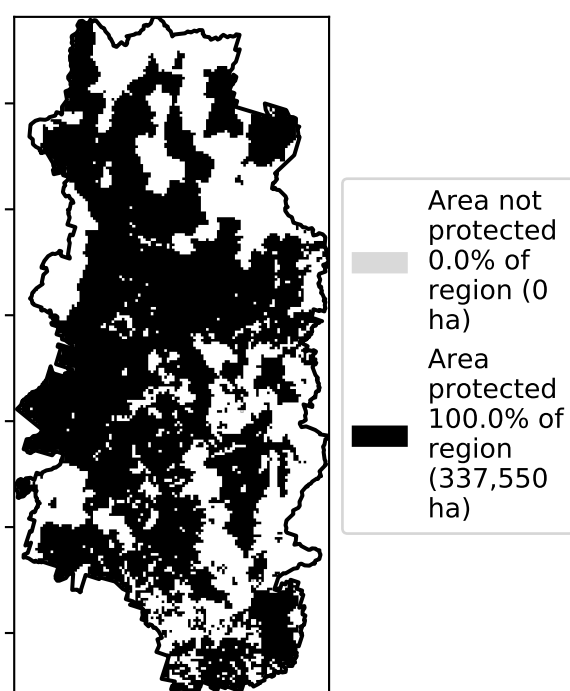 Area not
protected
0.0% of
region (0
ha)
Area
protected
100.0% of
region
(337,550
ha)